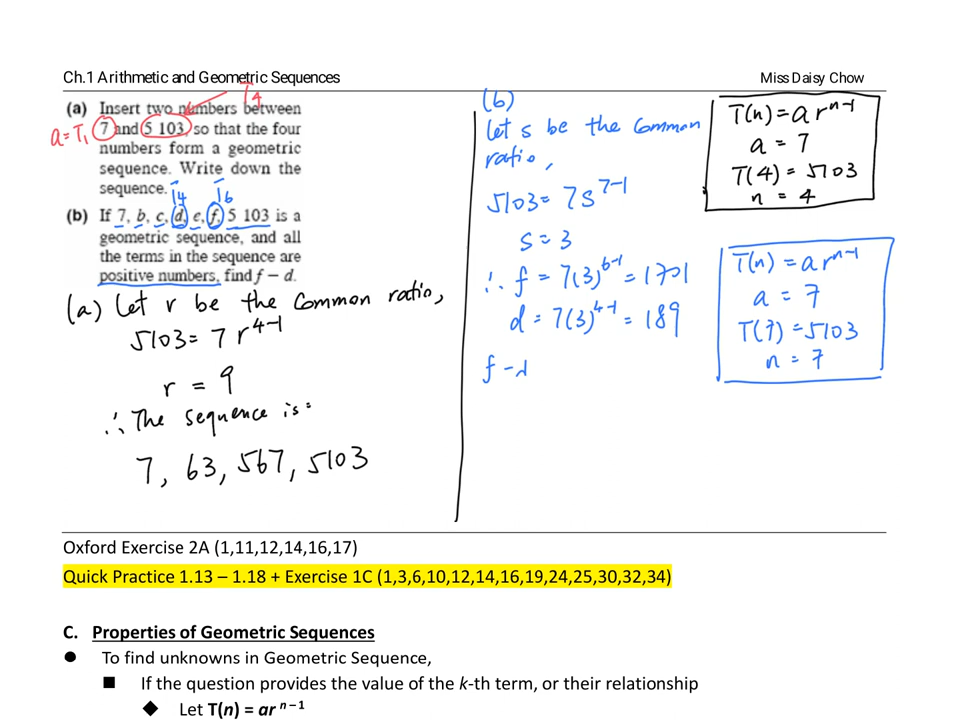 Ch.1 Arithmetic and Geometric Sequences
Miss Daisy Chow
T4
(a) Insert two numbers between
a=T1 7 and 5 103, so that the four
numbers form a geometric
sequence. Write down the
sequence.
14 16
(b) If 7, b, c, d, e, f, 5 103 is a
geometric sequence, and all
the terms in the sequence are
positive numbers, find f – d.
(a) Let r be the common ratio,
5103 = 7 r^4-1
r = 9
∴ The sequence is:
7, 63, 567, 5103
(b)
let s be the common
ratio,
5103 = 7s^7-1
s = 3
∴ f = 7(3)^6-1 = 1701
d = 7(3)^4-1 = 189
f - d
T(n) = a r^n-1
a = 7
T(4) = 5103
n = 4
T(n) = ar^n-1
a = 7
T(7) = 5103
n = 7
Oxford Exercise 2A (1,11,12,14,16,17)
Quick Practice 1.13 – 1.18 + Exercise 1C (1,3,6,10,12,14,16,19,24,25,30,32,34)
C. Properties of Geometric Sequences
● To find unknowns in Geometric Sequence,
■ If the question provides the value of the k-th term, or their relationship
◆ Let T(n) = ar^n – 1